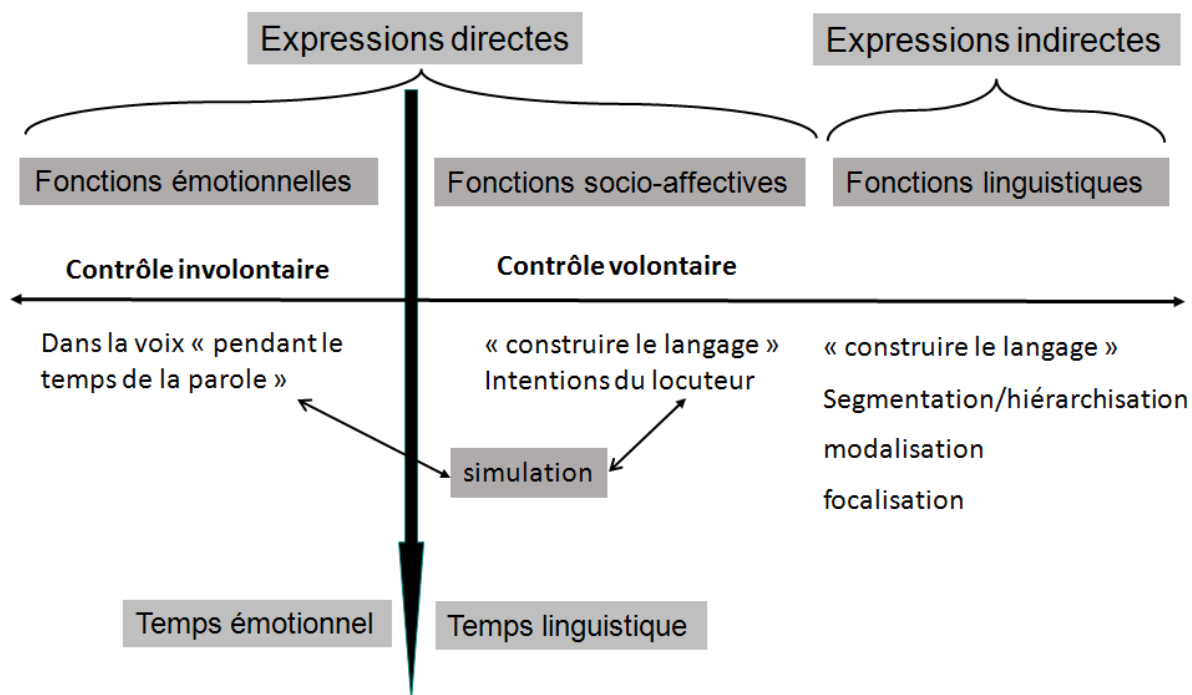 Expressions directes
Expressions indirectes
Fonctions émotionnelles
Fonctions socio-affectives
Fonctions linguistiques
Contrôle involontaire
Contrôle volontaire
Dans la voix « pendant le
temps de la parole »
« construire le langage »
Intentions du locuteur
« construire le langage »
Segmentation/hiérarchisation
modalisation
focalisation
simulation
Temps émotionnel
Temps linguistique